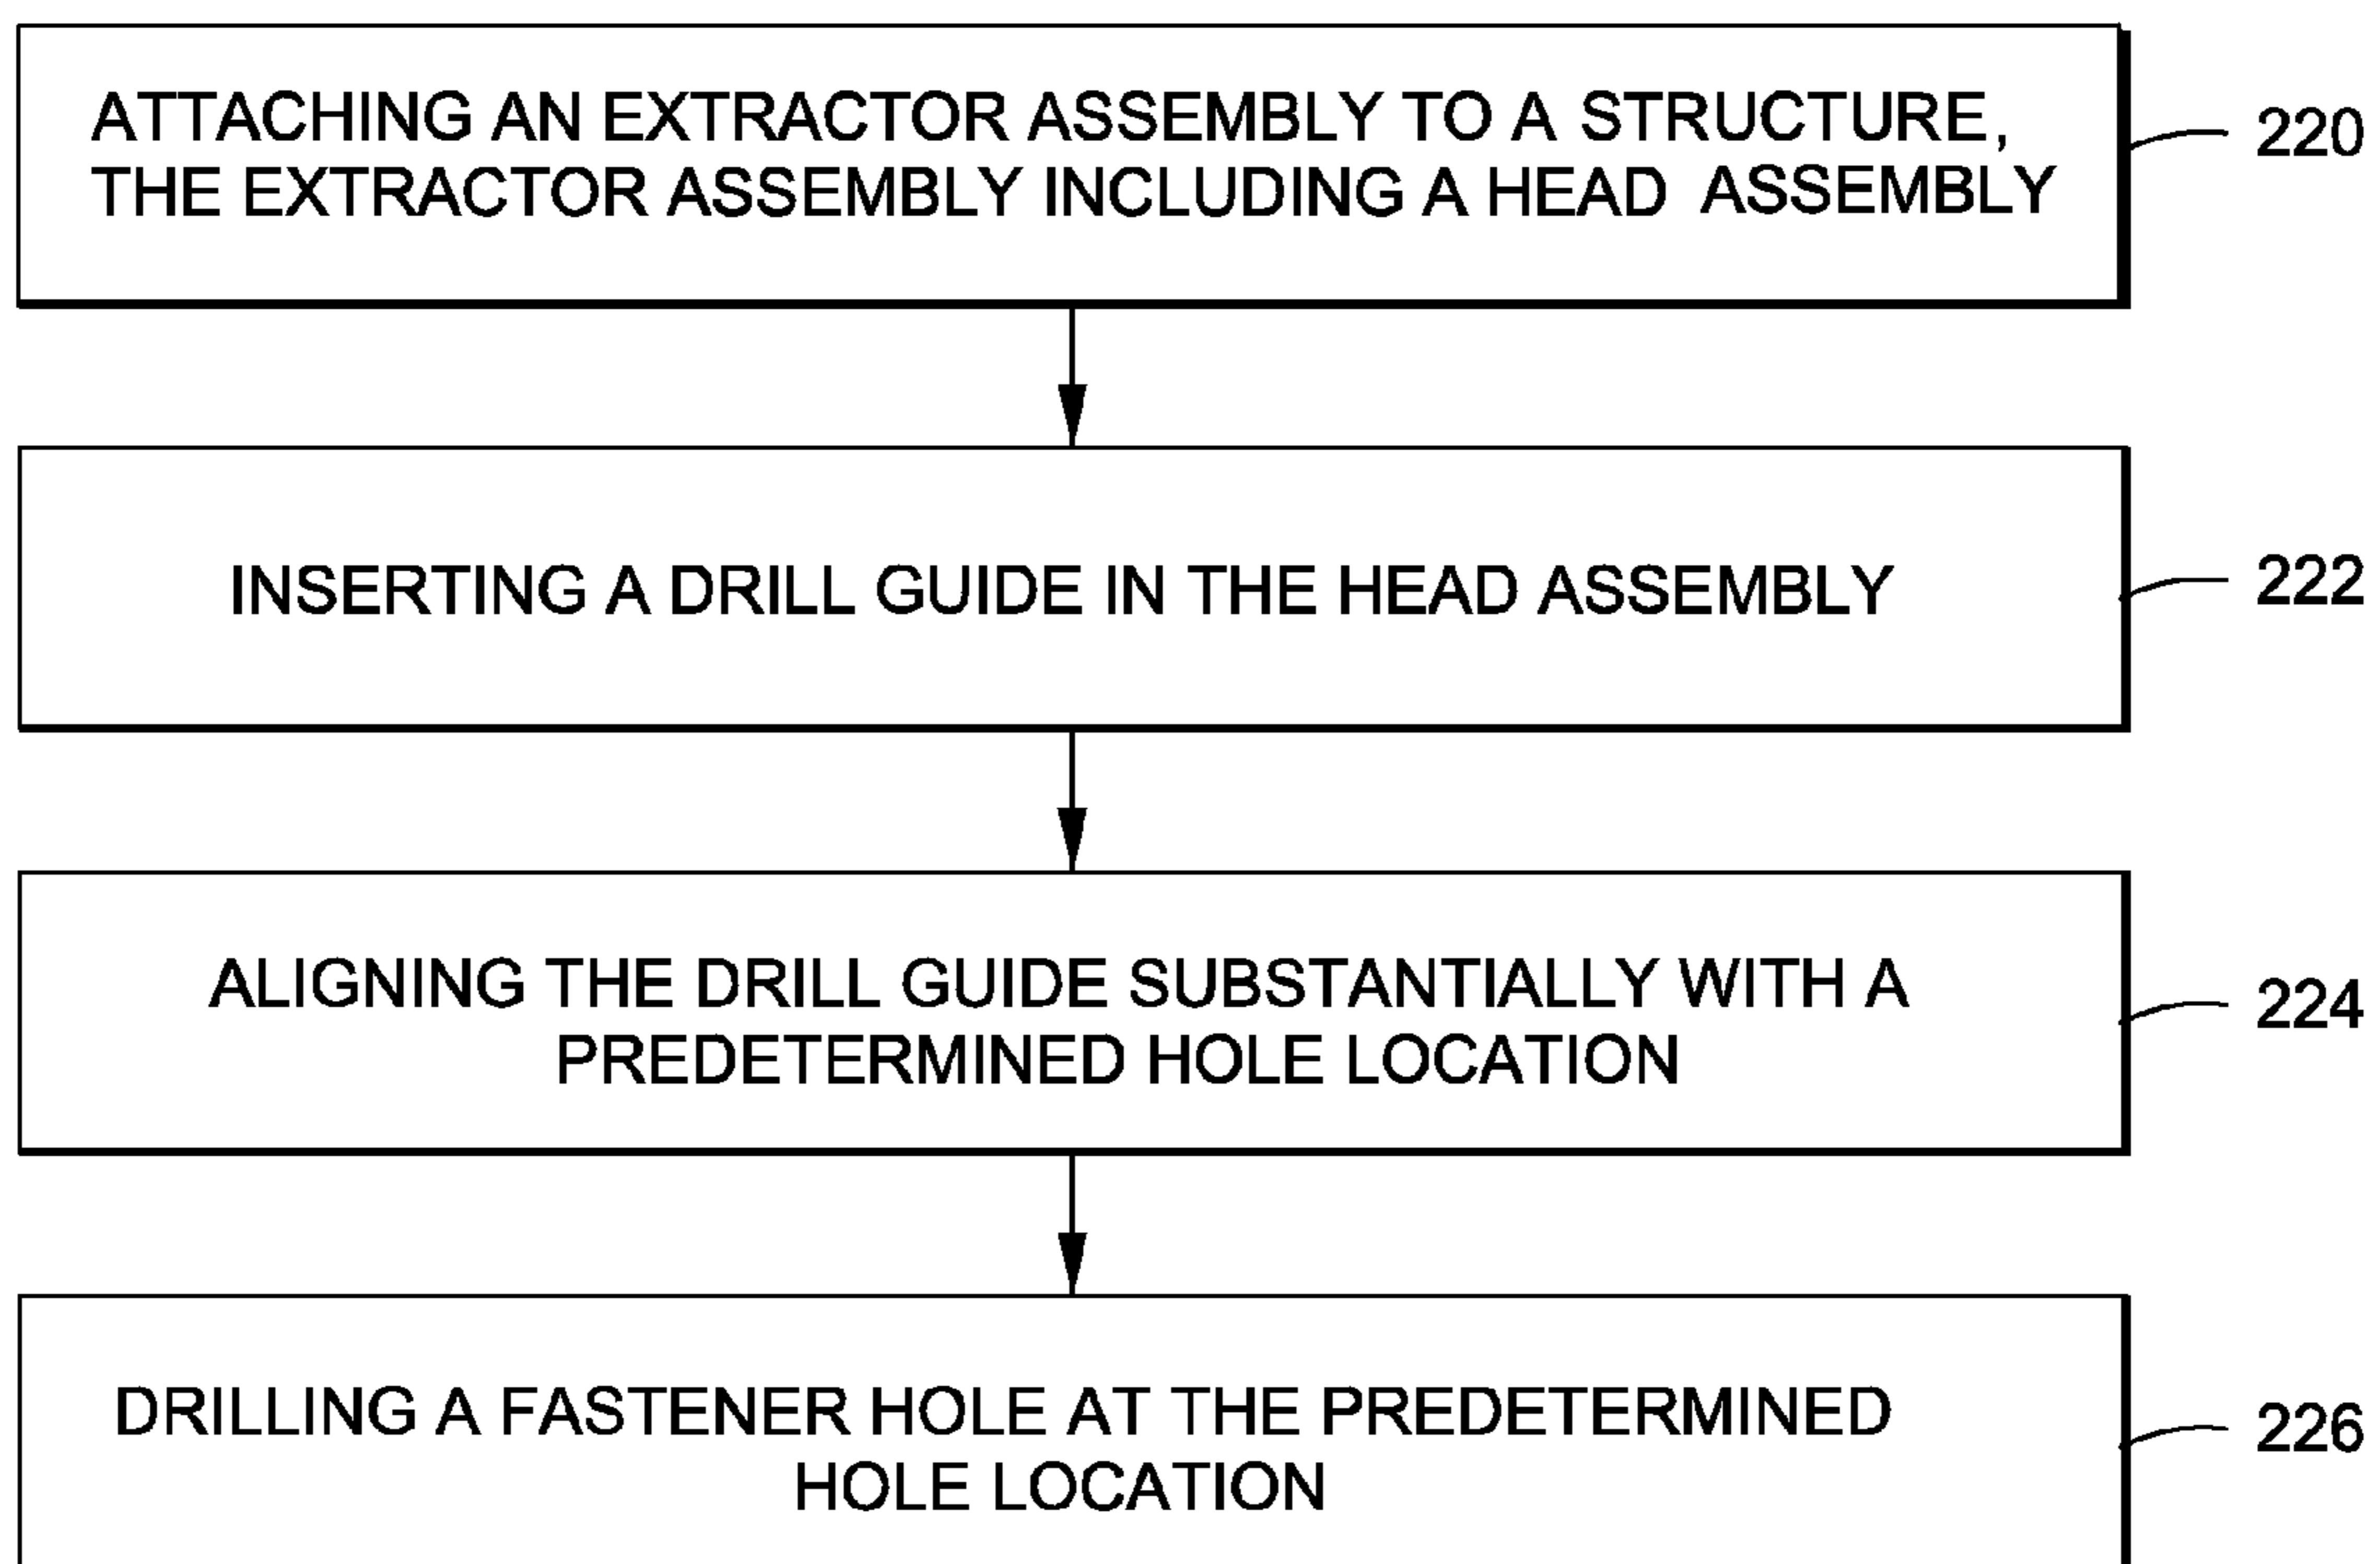 ATTACHING AN EXTRACTOR ASSEMBLY TO A STRUCTURE,
THE EXTRACTOR ASSEMBLY INCLUDING A HEAD ASSEMBLY
220
INSERTING A DRILL GUIDE IN THE HEAD ASSEMBLY
222
ALIGNING THE DRILL GUIDE SUBSTANTIALLY WITH A
PREDETERMINED HOLE LOCATION
224
DRILLING A FASTENER HOLE AT THE PREDETERMINED
HOLE LOCATION
226